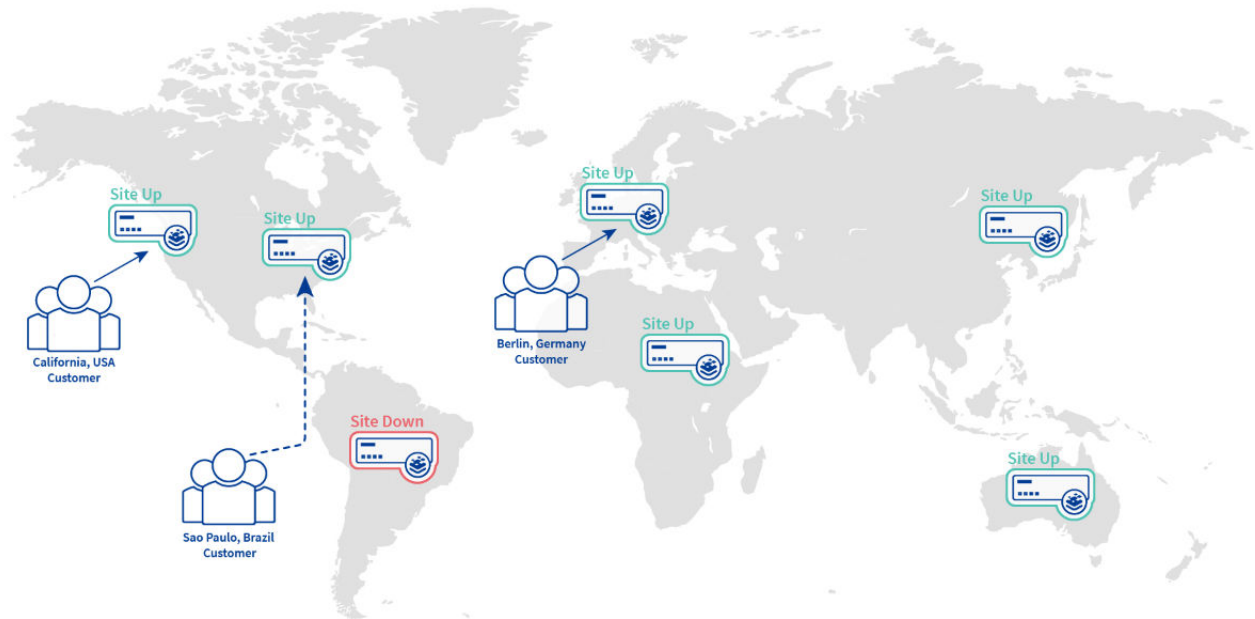 Site Up
Site Up
Site Up
Site Up
California, USA
Customer
Berlin, Germany
Customer
Site Up
Site Down
Site Up
Sao Paulo, Brazil
Customer